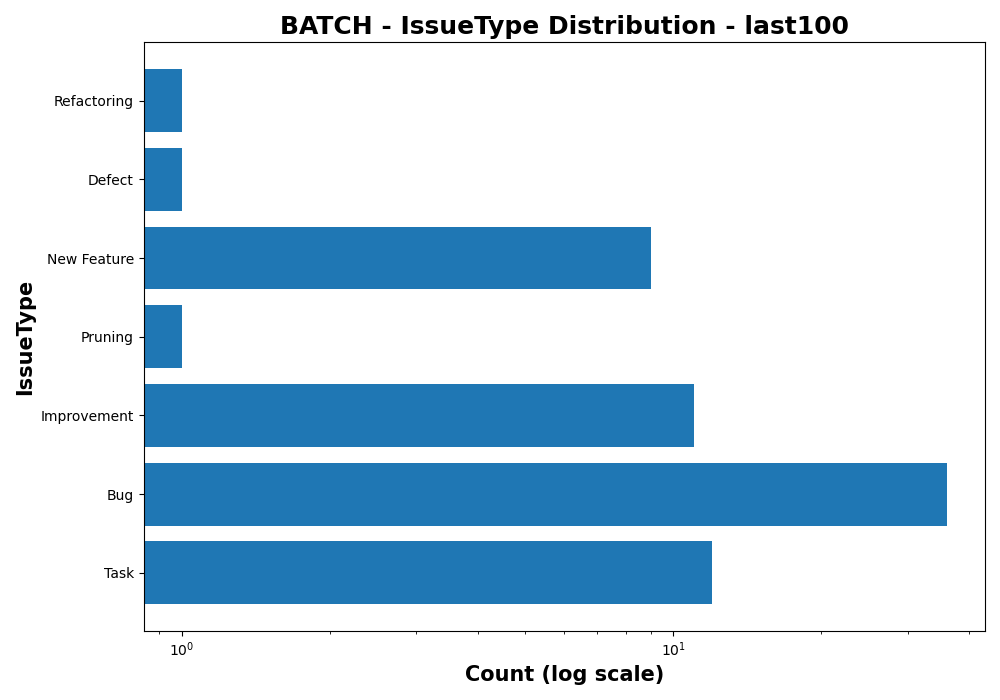 BATCH - IssueType Distribution - last100
IssueType
Refactoring
Defect
New Feature
Pruning
Improvement
Bug
Task
10⁰ 10¹
Count (log scale)